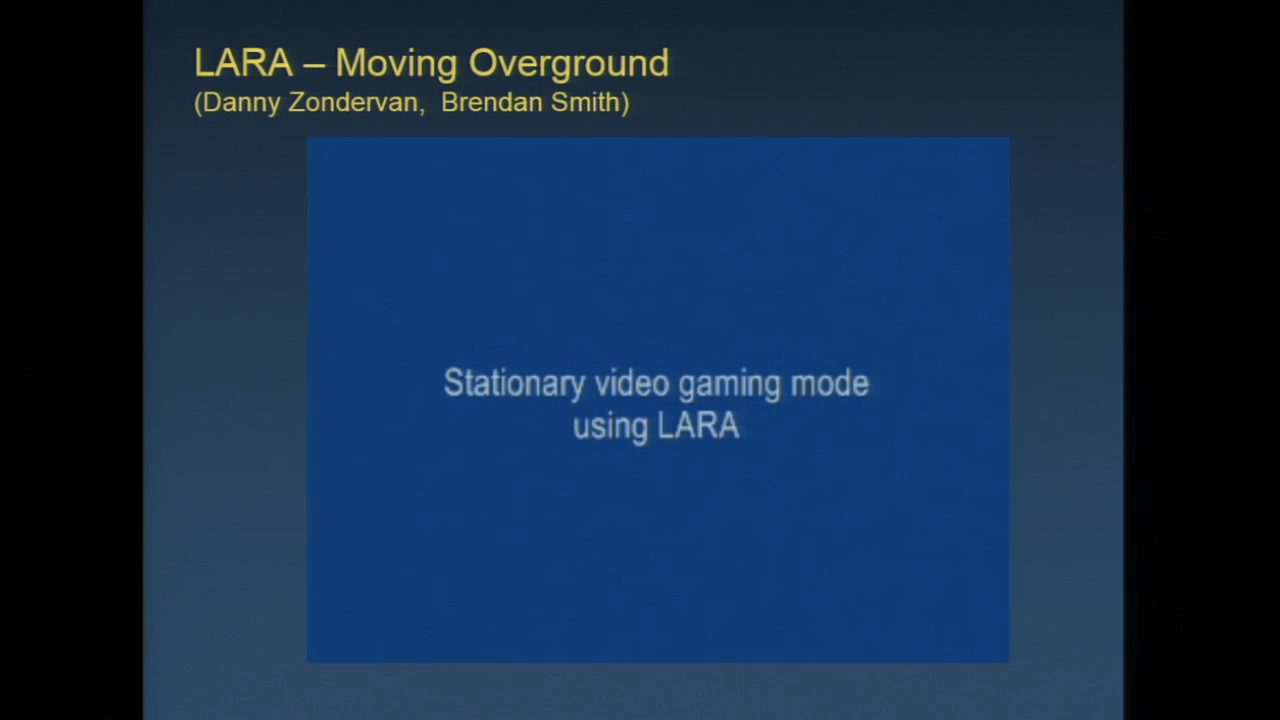 LARA – Moving Overground
(Danny Zondervan, Brendan Smith)
Stationary video gaming mode
using LARA